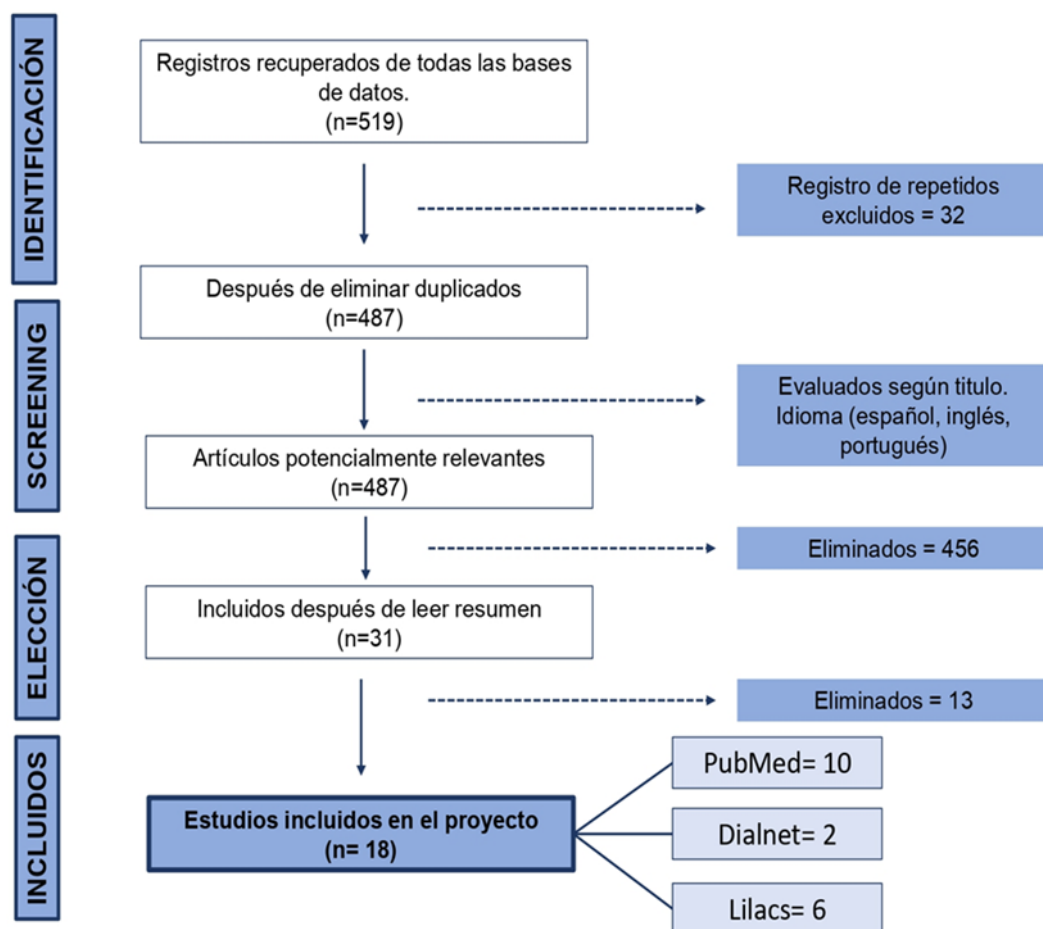 IDENTIFICACIÓN
Registros recuperados de todas las bases
de datos.
(n=519)
Registro de repetidos
excluidos = 32
Después de eliminar duplicados
(n=487)
SCREENING
Evaluados según titulo.
Idioma (español, inglés,
portugués)
Artículos potencialmente relevantes
(n=487)
ELECCIÓN
Eliminados = 456
Incluidos después de leer resumen
(n=31)
Eliminados = 13
INCLUIDOS
Estudios incluidos en el proyecto
(n= 18)
PubMed= 10
Dialnet= 2
Lilacs= 6